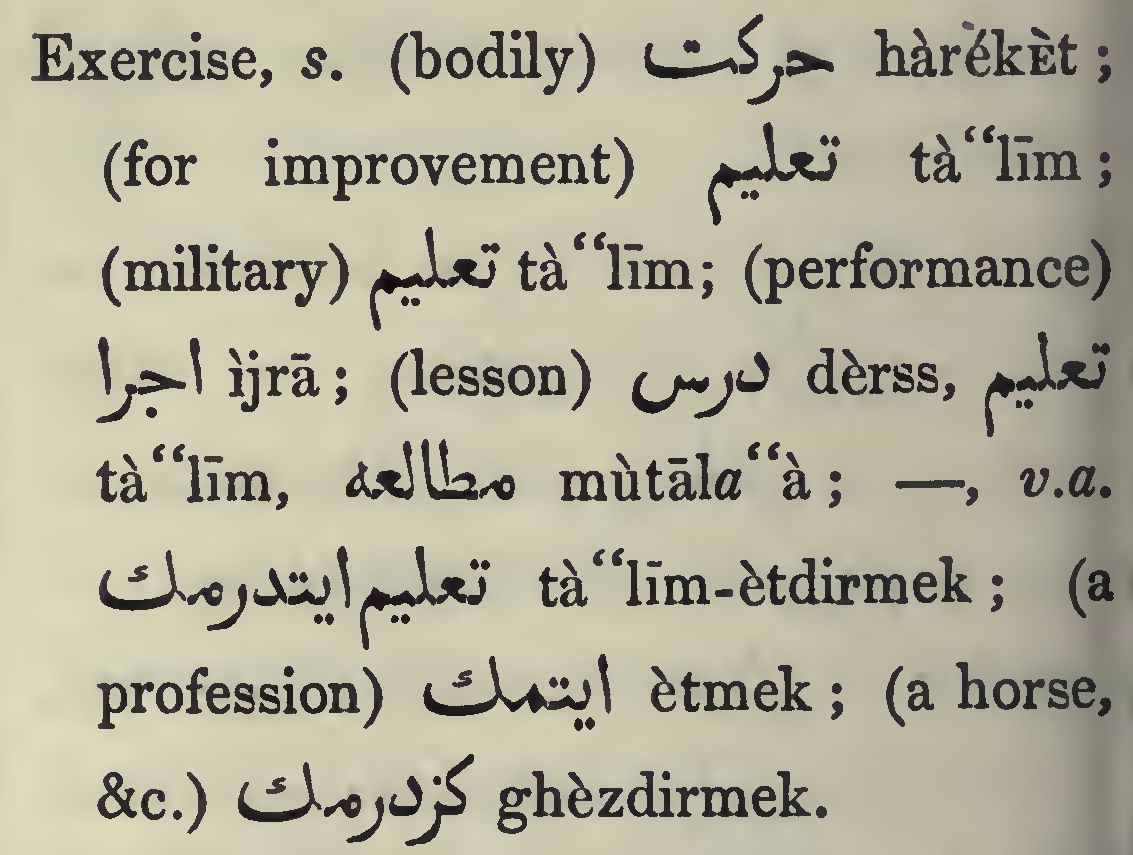 Exercise, s. (bodily) حركت hàrékÈt ;
(for improvement) تعليم tà‘‘līm ;
(military) تعليم tà‘‘līm; (performance)
اجرا ìjrā ; (lesson) درس dèrss, تعليم
tà‘‘līm, مطالعه mùtāla‘‘à ; —, v.a.
تعليم ايتدرمك tà‘‘līm-ètdirmek ; (a
profession) ايتمك ètmek ; (a horse,
&c.) كزدرمك ghèzdirmek.